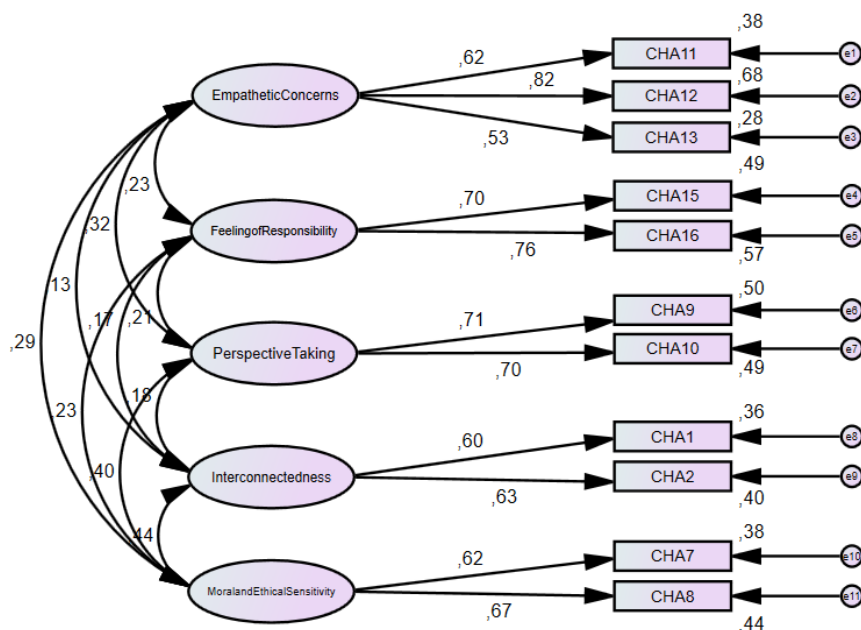 ,38
,62
CHA11
e1
EmpatheticConcerns
,82
,68
CHA12
e2
,28
,53
CHA13
e3
,23
,49
,70
CHA15
e4
,32
FeelingofResponsibility
,76
CHA16
e5
,57
,50
13
,17
,21
,71
CHA9
e6
,29
PerspectiveTaking
,70
CHA10
e7
,49
,18
,23
,36
,60
CHA1
e8
,40
Interconnectedness
,63
CHA2
e9
,40
44
,38
,62
CHA7
e10
MoralandEthicalSensitivity
,67
CHA8
e11
,44